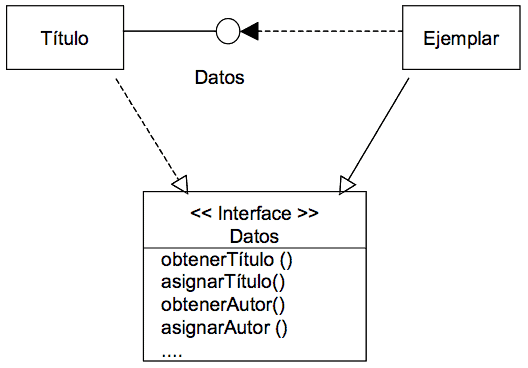 Título
Ejemplar
Datos
<< Interface >>
Datos
obtenerTítulo ()
asignarTítulo()
obtenerAutor()
asignarAutor ()
....